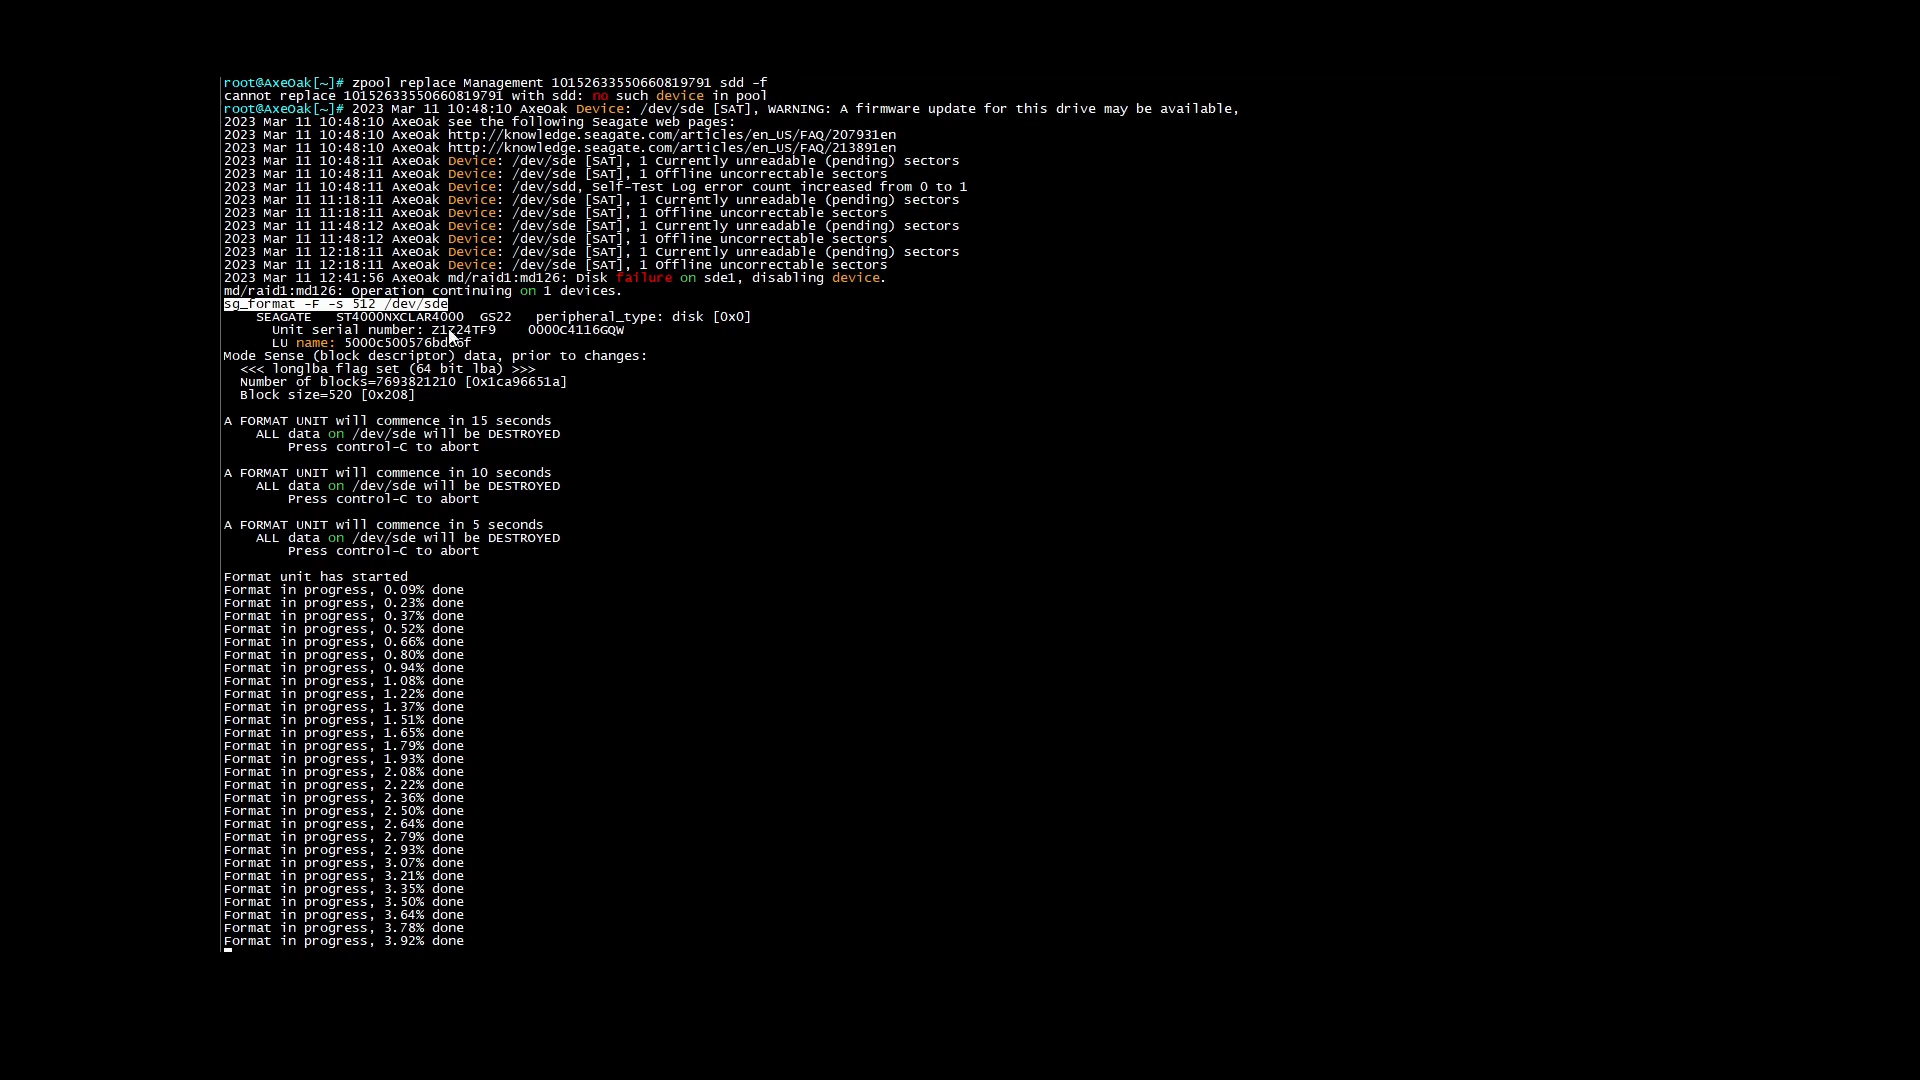 root@AxeOak[~]# zpool replace Management 10152633550660819791 sdd -f
cannot replace 10152633550660819791 with sdd: no such device in pool
root@AxeOak[~]# 2023 Mar 11 10:48:10 AxeOak Device: /dev/sde [SAT], WARNING: A firmware update for this drive may be available,
2023 Mar 11 10:48:10 AxeOak see the following Seagate web pages:
2023 Mar 11 10:48:10 AxeOak http://knowledge.seagate.com/articles/en_US/FAQ/207931en
2023 Mar 11 10:48:10 AxeOak http://knowledge.seagate.com/articles/en_US/FAQ/213891en
2023 Mar 11 10:48:11 AxeOak Device: /dev/sde [SAT], 1 Currently unreadable (pending) sectors
2023 Mar 11 10:48:11 AxeOak Device: /dev/sde [SAT], 1 Offline uncorrectable sectors
2023 Mar 11 10:48:11 AxeOak Device: /dev/sdd, Self-Test Log error count increased from 0 to 1
2023 Mar 11 11:18:11 AxeOak Device: /dev/sde [SAT], 1 Currently unreadable (pending) sectors
2023 Mar 11 11:18:11 AxeOak Device: /dev/sde [SAT], 1 Offline uncorrectable sectors
2023 Mar 11 11:48:12 AxeOak Device: /dev/sde [SAT], 1 Currently unreadable (pending) sectors
2023 Mar 11 11:48:12 AxeOak Device: /dev/sde [SAT], 1 Offline uncorrectable sectors
2023 Mar 11 12:18:11 AxeOak Device: /dev/sde [SAT], 1 Currently unreadable (pending) sectors
2023 Mar 11 12:18:11 AxeOak Device: /dev/sde [SAT], 1 Offline uncorrectable sectors
2023 Mar 11 12:41:56 AxeOak md/raid1:md126: Disk failure on sde1, disabling device.
md/raid1:md126: Operation continuing on 1 devices.
sg_format -F -s 512 /dev/sde
SEAGATE ST4000NXCLAR4000 GS22 peripheral_type: disk [0x0]
Unit serial number: Z1Z24TF9 0000C4116GQW
LU name:
Mode Sense (block descriptor) data, prior to changes:
<<< longlba flag set (64 bit lba) >>>
Number of blocks=7693821210 [0x1ca96651a]
Block size=520 [0x208]
A FORMAT UNIT will commence in 15 seconds
ALL data on /dev/sde will be DESTROYED
Press control-C to abort
A FORMAT UNIT will commence in 10 seconds
ALL data on /dev/sde will be DESTROYED
Press control-C to abort
A FORMAT UNIT will commence in 5 seconds
ALL data on /dev/sde will be DESTROYED
Press control-C to abort
Format unit has started
Format in progress, 0.09% done
Format in progress, 0.23% done
Format in progress, 0.37% done
Format in progress, 0.52% done
Format in progress, 0.66% done
Format in progress, 0.80% done
Format in progress, 0.94% done
Format in progress, 1.08% done
Format in progress, 1.22% done
Format in progress, 1.37% done
Format in progress, 1.51% done
Format in progress, 1.65% done
Format in progress, 1.79% done
Format in progress, 1.93% done
Format in progress, 2.08% done
Format in progress, 2.22% done
Format in progress, 2.36% done
Format in progress, 2.50% done
Format in progress, 2.64% done
Format in progress, 2.79% done
Format in progress, 2.93% done
Format in progress, 3.07% done
Format in progress, 3.21% done
Format in progress, 3.35% done
Format in progress, 3.50% done
Format in progress, 3.64% done
Format in progress, 3.78% done
Format in progress, 3.92% done